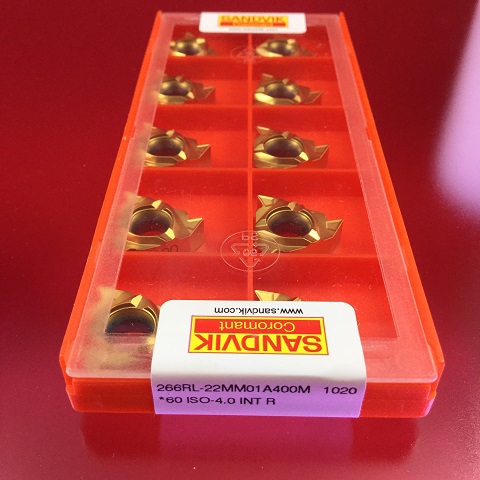 SANDVIK
www.sandvik.com
Coromant
SANDVIK
266RL-22MM01A400M 1020
*60 ISO-4.0 INT R